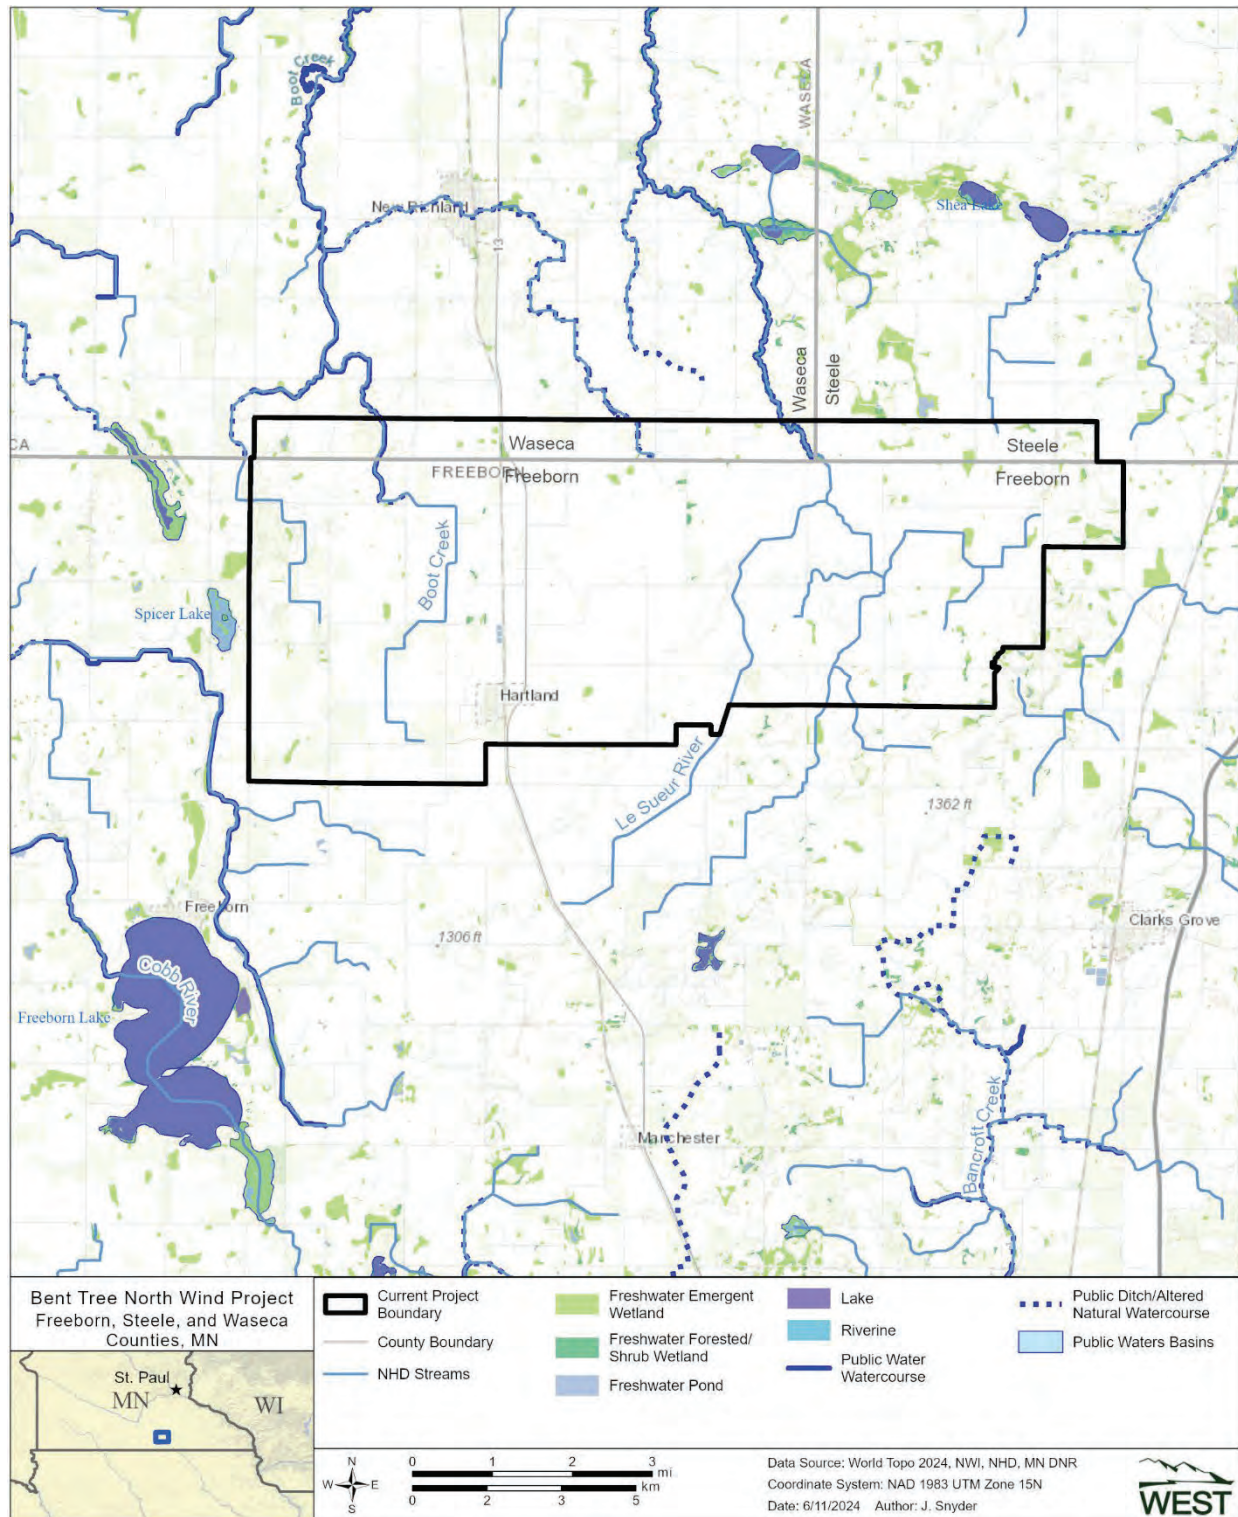 Boot Creek
WASECA
New Richland
Shea Lake
13
Waseca
Steele
CA
Waseca
Steele
FREEBORN
Freeborn
Freeborn
Boot Creek
Spicer Lake
Hartland
Le Sueur River
1362 ft
Freeborn
1306 ft
Clarks Grove
Cobb River
Freeborn Lake
Manchester
Bancroft Creek
Bent Tree North Wind Project
Freeborn, Steele, and Waseca
Counties, MN
St. Paul
MN
WI
Current Project
Boundary
County Boundary
NHD Streams
Freshwater Emergent
Wetland
Freshwater Forested/
Shrub Wetland
Freshwater Pond
Lake
Riverine
Public Water
Watercourse
Public Ditch/Altered
Natural Watercourse
Public Waters Basins
N
W E
S
0 1 2 3
mi
km
0 2 3 5
Data Source: World Topo 2024, NWI, NHD, MN DNR
Coordinate System: NAD 1983 UTM Zone 15N
Date: 6/11/2024 Author: J. Snyder
WEST